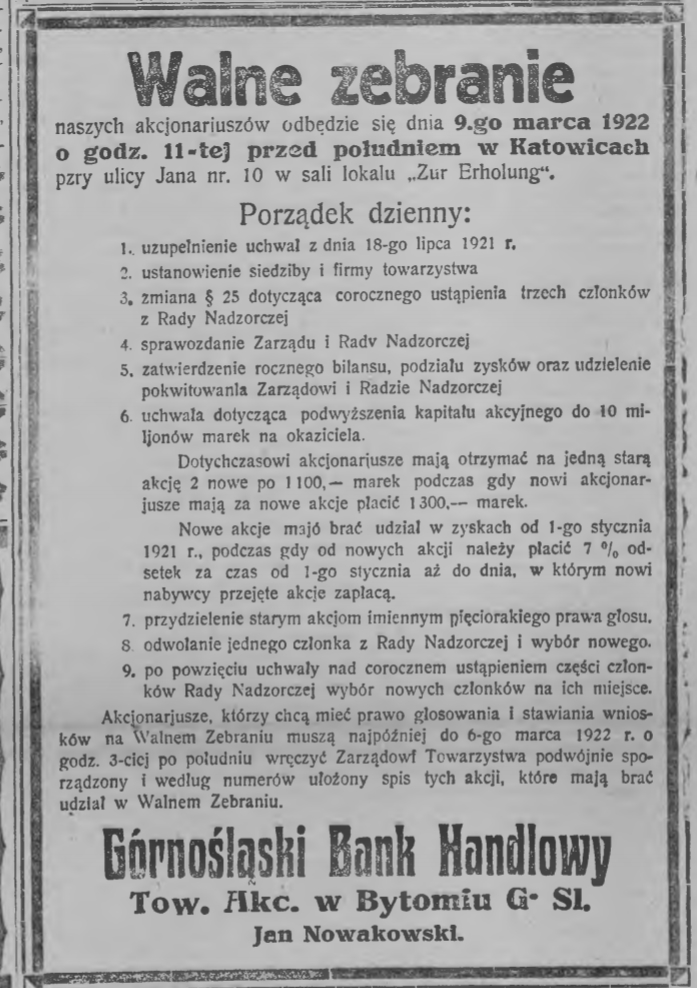 Walne zebranie
naszych akcjonariuszów odbędzie się dnia 9.go marca 1922
o godz. 11-tej przed południem w Katowicach
pzry ulicy Jana nr. 10 w sali lokalu „Zur Erholung“.
Porządek dzienny:
1. uzupełnienie uchwał z dnia 18-go lipca 1921 r.
2. ustanowienie siedziby i firmy towarzystwa
3. zmiana § 25 dotycząca corocznego ustąpienia trzech członków
z Rady Nadzorczej
4. sprawozdanie Zarządu i Radv Nadzorczej
5. zatwierdzenie rocznego bilansu, podziału zysków oraz udzielenie
pokwitowania Zarządowi i Radzie Nadzorczej
6. uchwała dotycząca podwyższenia kapitału akcyjnego do 10 mi-
ljonów marek na okaziciela.
Dotychczasowi akcjonarjusze mają otrzymać na jedną starą
akcję 2 nowe po 1100,— marek podczas gdy nowi akcjonar-
jusze mają za nowe akcje płacić 1300,— marek.
Nowe akcje majó brać udział w zyskach od 1-go stycznia
1921 r., podczas gdy od nowych akcji należy płacić 7 % od-
setek za czas od 1-go stycznia aż do dnia, w którym nowi
nabywcy przejęte akcje zapłacą.
7. przydzielenie starym akcjom imiennym pięciorakiego prawa głosu.
8. odwołanie jednego członka z Rady Nadzorczej i wybór nowego.
9. po powzięciu uchwały nad corocznem ustąpieniem części człon-
ków Rady Nadzorczej wybór nowych członków na ich miejsce.
Akcjonarjusze, którzy chcą mieć prawo głosowania i stawiania wnios-
ków na Walnem Zebraniu muszą najpóźniej do 6-go marca 1922 r. o
godz. 3-ciej po południu wręczyć Zarządowi Towarzystwa podwójnie spo-
rządzony i według numerów ułożony spis tych akcji, które mają brać
udział w Walnem Zebraniu.
Górnośląski Bank Handlowy
Tow. Akc. w Bytomiu G· Sl.
Jan Nowakowski.